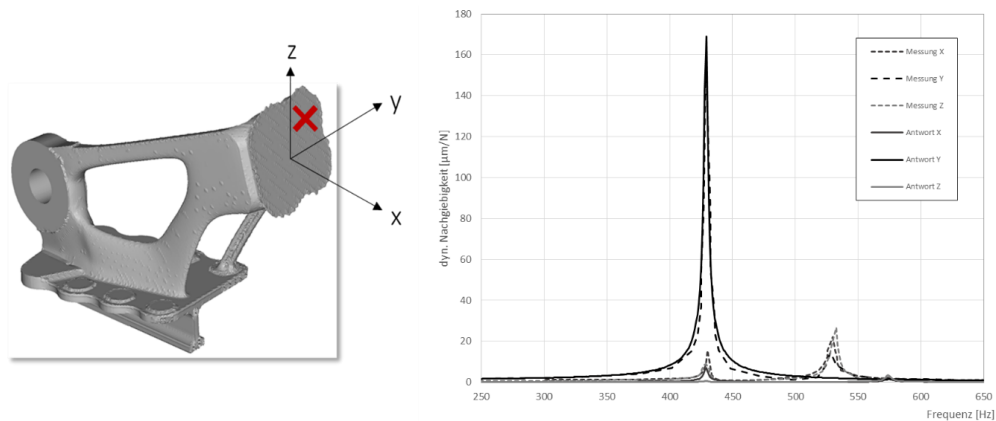 z
y
x
dyn. Nachgiebigkeit [µm/N]
180
160
140
120
100
80
60
40
20
0
250 300 350 400 450 500 550 600 650
Frequenz [Hz]
Messung X
Messung Y
Messung Z
Antwort X
Antwort Y
Antwort Z